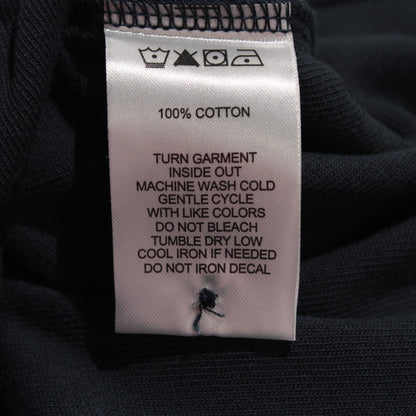 100% COTTON
TURN GARMENT
INSIDE OUT
MACHINE WASH COLD
GENTLE CYCLE
WITH LIKE COLORS
DO NOT BLEACH
TUMBLE DRY LOW
COOL IRON IF NEEDED
DO NOT IRON DECAL